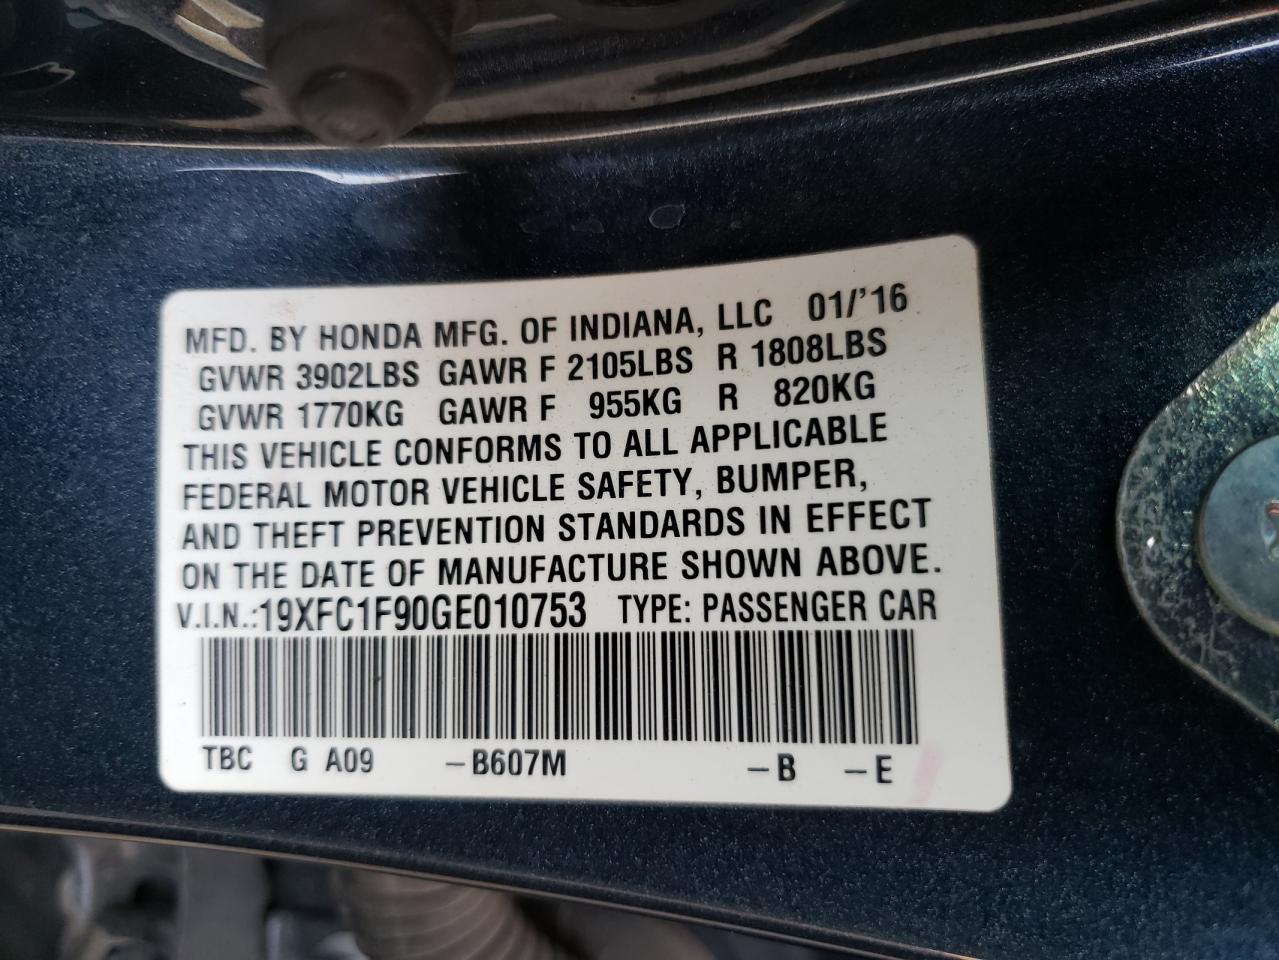 MFD. BY HONDA MFG. OF INDIANA, LLC 01/'16
GVWR 3902LBS GAWR F 2105LBS R 1808LBS
GVWR 1770KG GAWR F 955KG R 820KG
THIS VEHICLE CONFORMS TO ALL APPLICABLE
FEDERAL MOTOR VEHICLE SAFETY, BUMPER,
AND THEFT PREVENTION STANDARDS IN EFFECT
ON THE DATE OF MANUFACTURE SHOWN ABOVE.
V.I.N.:19XFC1F90GE010753 TYPE: PASSENGER CAR
TBC G A09 –B607M –B –E